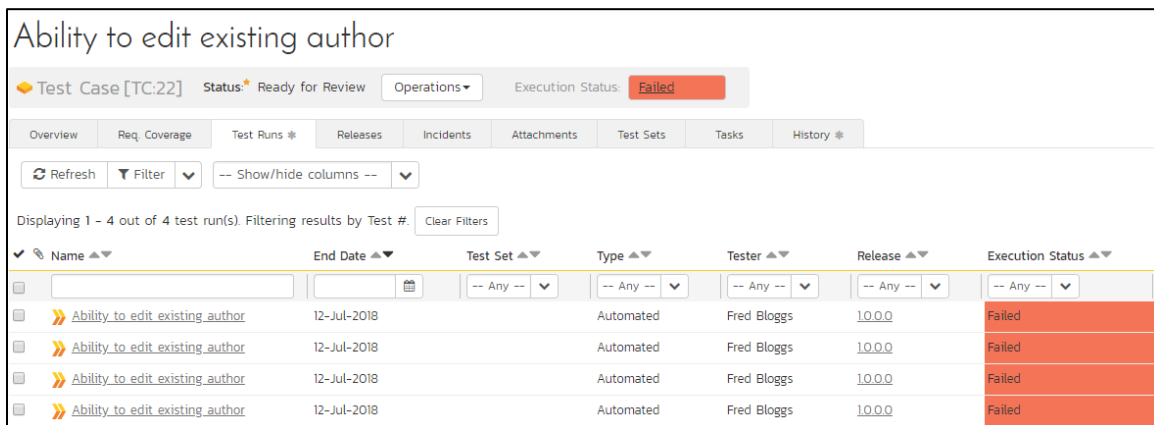 Ability to edit existing author
Test Case [TC:22] Status:* Ready for Review Operations Execution Status: Failed
Overview Req. Coverage Test Runs Releases Incidents Attachments Test Sets Tasks History
Refresh Filter -- Show/hide columns --
Displaying 1 - 4 out of 4 test run(s). Filtering results by Test #. Clear Filters
Name End Date Test Set Type Tester Release Execution Status
-- Any -- -- Any -- -- Any -- -- Any -- -- Any --
Ability to edit existing author 12-Jul-2018 Automated Fred Bloggs 1.0.0.0 Failed
Ability to edit existing author 12-Jul-2018 Automated Fred Bloggs 1.0.0.0 Failed
Ability to edit existing author 12-Jul-2018 Automated Fred Bloggs 1.0.0.0 Failed
Ability to edit existing author 12-Jul-2018 Automated Fred Bloggs 1.0.0.0 Failed